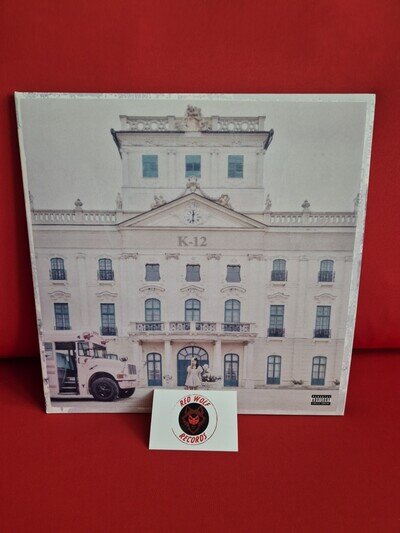 K-12
PARENTAL
ADVISORY
EXPLICIT CONTENT
RED WOLF
RECORDS